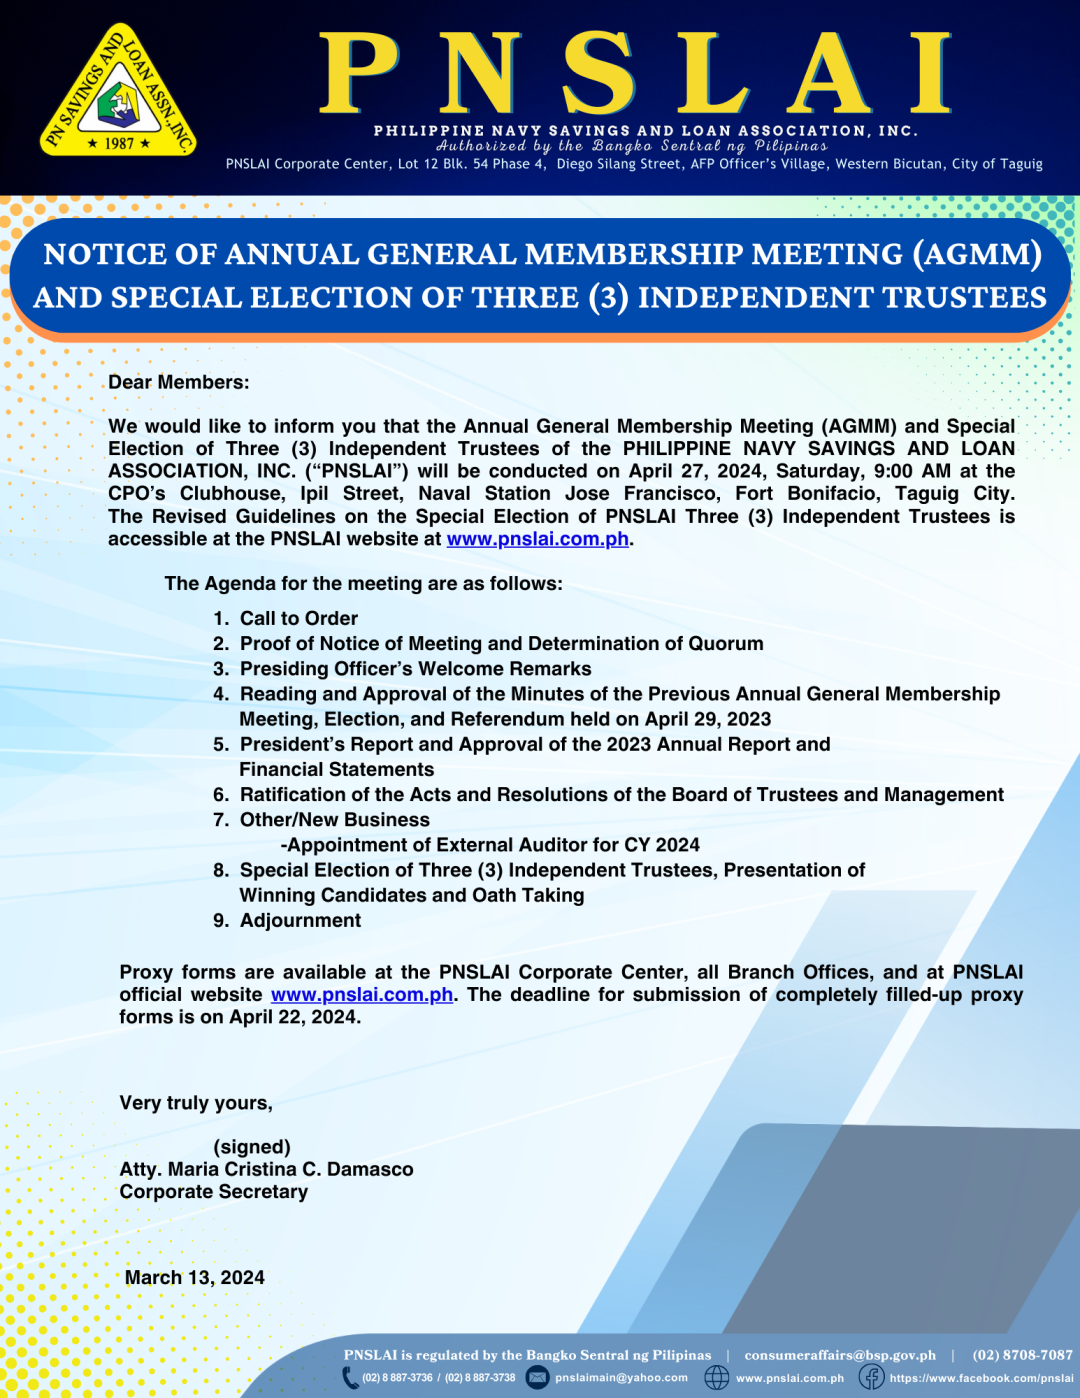 PN SAVINGS AND LOAN ASSN., INC.
★ 1987 ★
PNSLAI
PHILIPPINE NAVY SAVINGS AND LOAN ASSOCIATION, INC.
Authorized by the Bangko Sentral ng Pilipinas
PNSLAI Corporate Center, Lot 12 Blk. 54 Phase 4, Diego Silang Street, AFP Officer's Village, Western Bicutan, City of Taguig
NOTICE OF ANNUAL GENERAL MEMBERSHIP MEETING (AGMM)
AND SPECIAL ELECTION OF THREE (3) INDEPENDENT TRUSTEES
Dear Members:
We would like to inform you that the Annual General Membership Meeting (AGMM) and Special
Election of Three (3) Independent Trustees of the PHILIPPINE NAVY SAVINGS AND LOAN
ASSOCIATION, INC. (“PNSLAI”) will be conducted on April 27, 2024, Saturday, 9:00 AM at the
CPO’s Clubhouse, Ipil Street, Naval Station Jose Francisco, Fort Bonifacio, Taguig City.
The Revised Guidelines on the Special Election of PNSLAI Three (3) Independent Trustees is
accessible at the PNSLAI website at www.pnslai.com.ph.
The Agenda for the meeting are as follows:
1. Call to Order
2. Proof of Notice of Meeting and Determination of Quorum
3. Presiding Officer’s Welcome Remarks
4. Reading and Approval of the Minutes of the Previous Annual General Membership
Meeting, Election, and Referendum held on April 29, 2023
5. President’s Report and Approval of the 2023 Annual Report and
Financial Statements
6. Ratification of the Acts and Resolutions of the Board of Trustees and Management
7. Other/New Business
-Appointment of External Auditor for CY 2024
8. Special Election of Three (3) Independent Trustees, Presentation of
Winning Candidates and Oath Taking
9. Adjournment
Proxy forms are available at the PNSLAI Corporate Center, all Branch Offices, and at PNSLAI
official website www.pnslai.com.ph. The deadline for submission of completely filled-up proxy
forms is on April 22, 2024.
Very truly yours,
(signed)
Atty. Maria Cristina C. Damasco
Corporate Secretary
March 13, 2024
PNSLAI is regulated by the Bangko Sentral ng Pilipinas | consumeraffairs@bsp.gov.ph | (02) 8708-7087
(02) 8 887-3736 / (02) 8 887-3738 pnslaimain@yahoo.com www.pnslai.com.ph https://www.facebook.com/pnslai